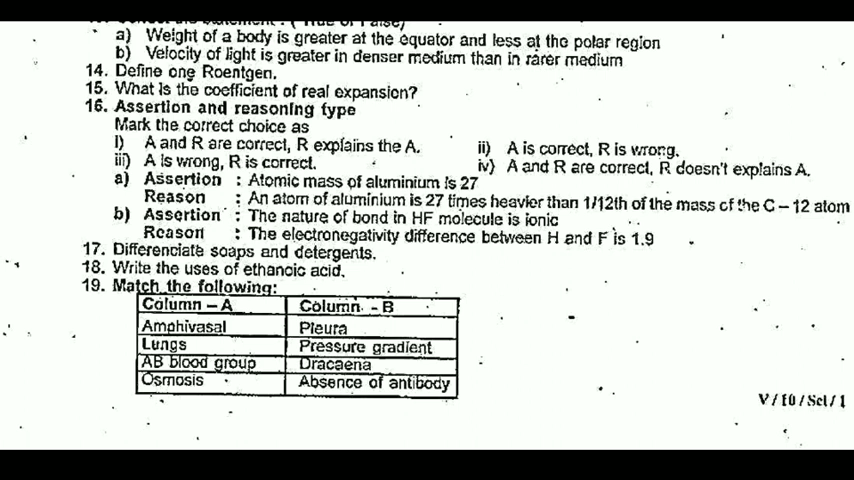 a) Weight of a body is greater at the equator and less at the polar region
b) Velocity of light is greater in denser medium than in rarer medium
14. Define one Roentgen.
15. What is the coefficient of real expansion?
16. Assertion and reasoning type
Mark the correct choice as
i) A and R are correct, R explains the A. ii) A is correct, R is wrong.
iii) A is wrong, R is correct. iv) A and R are correct, R doesn't explains A.
a) Assertion : Atomic mass of aluminium is 27
Reason : An atom of aluminium is 27 times heavier than 1/12th of the mass of the C – 12 atom
b) Assertion : The nature of bond in HF molecule is ionic
Reason : The electronegativity difference between H and F is 1.9
17. Differenciate soaps and detergents.
18. Write the uses of ethanoic acid.
19. Match the following:
Column – A Column - B
Amphivasal Pleura
Lungs Pressure gradient
AB blood group Dracaena
Osmosis Absence of antibody
V / 10 / Sci / 1